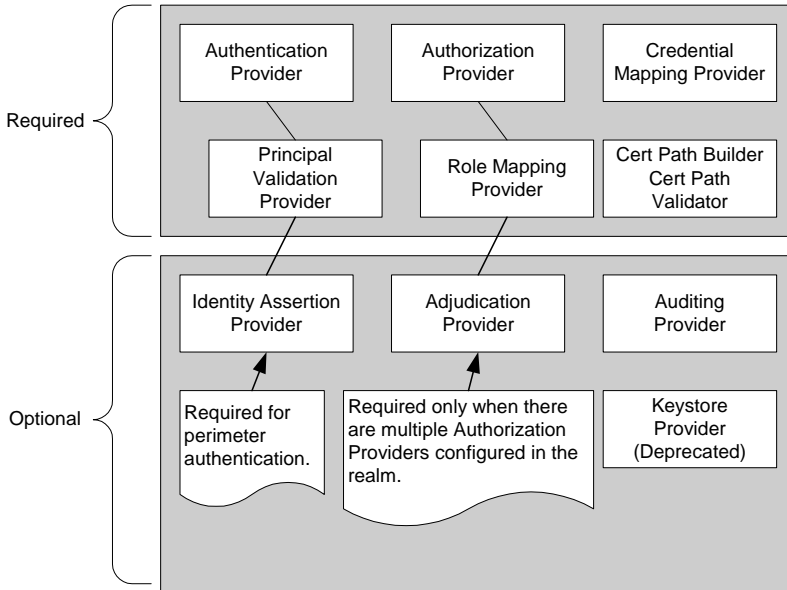 Required
Authentication
Provider
Authorization
Provider
Credential
Mapping Provider
Principal
Validation
Provider
Role Mapping
Provider
Cert Path Builder
Cert Path
Validator
Optional
Identity Assertion
Provider
Adjudication
Provider
Auditing
Provider
Required for
perimeter
authentication.
Required only when there
are multiple Authorization
Providers configured in the
realm.
Keystore
Provider
(Deprecated)